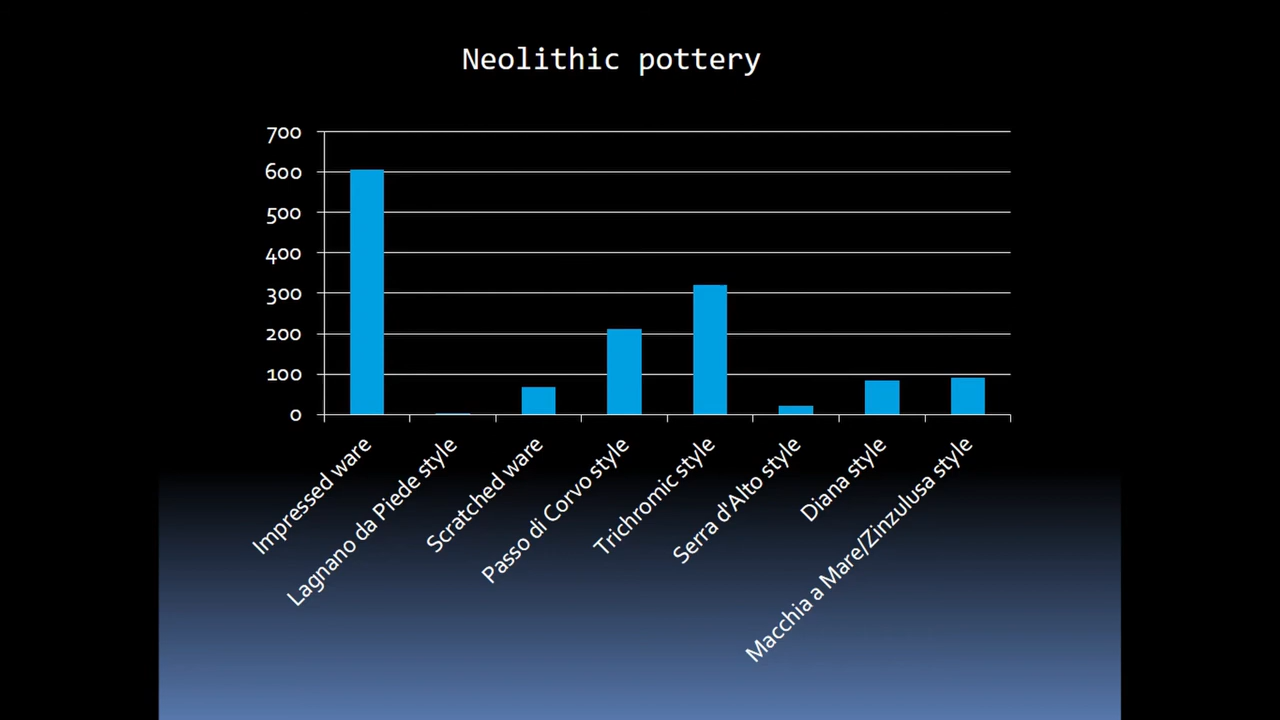 Neolithic pottery
700
600
500
400
300
200
100
0
Impressed ware
Lagnano da Piede style
Scratched ware
Passo di Corvo style
Trichromic style
Serra d'Alto style
Diana style
Macchia a Mare/Zinzulusa style